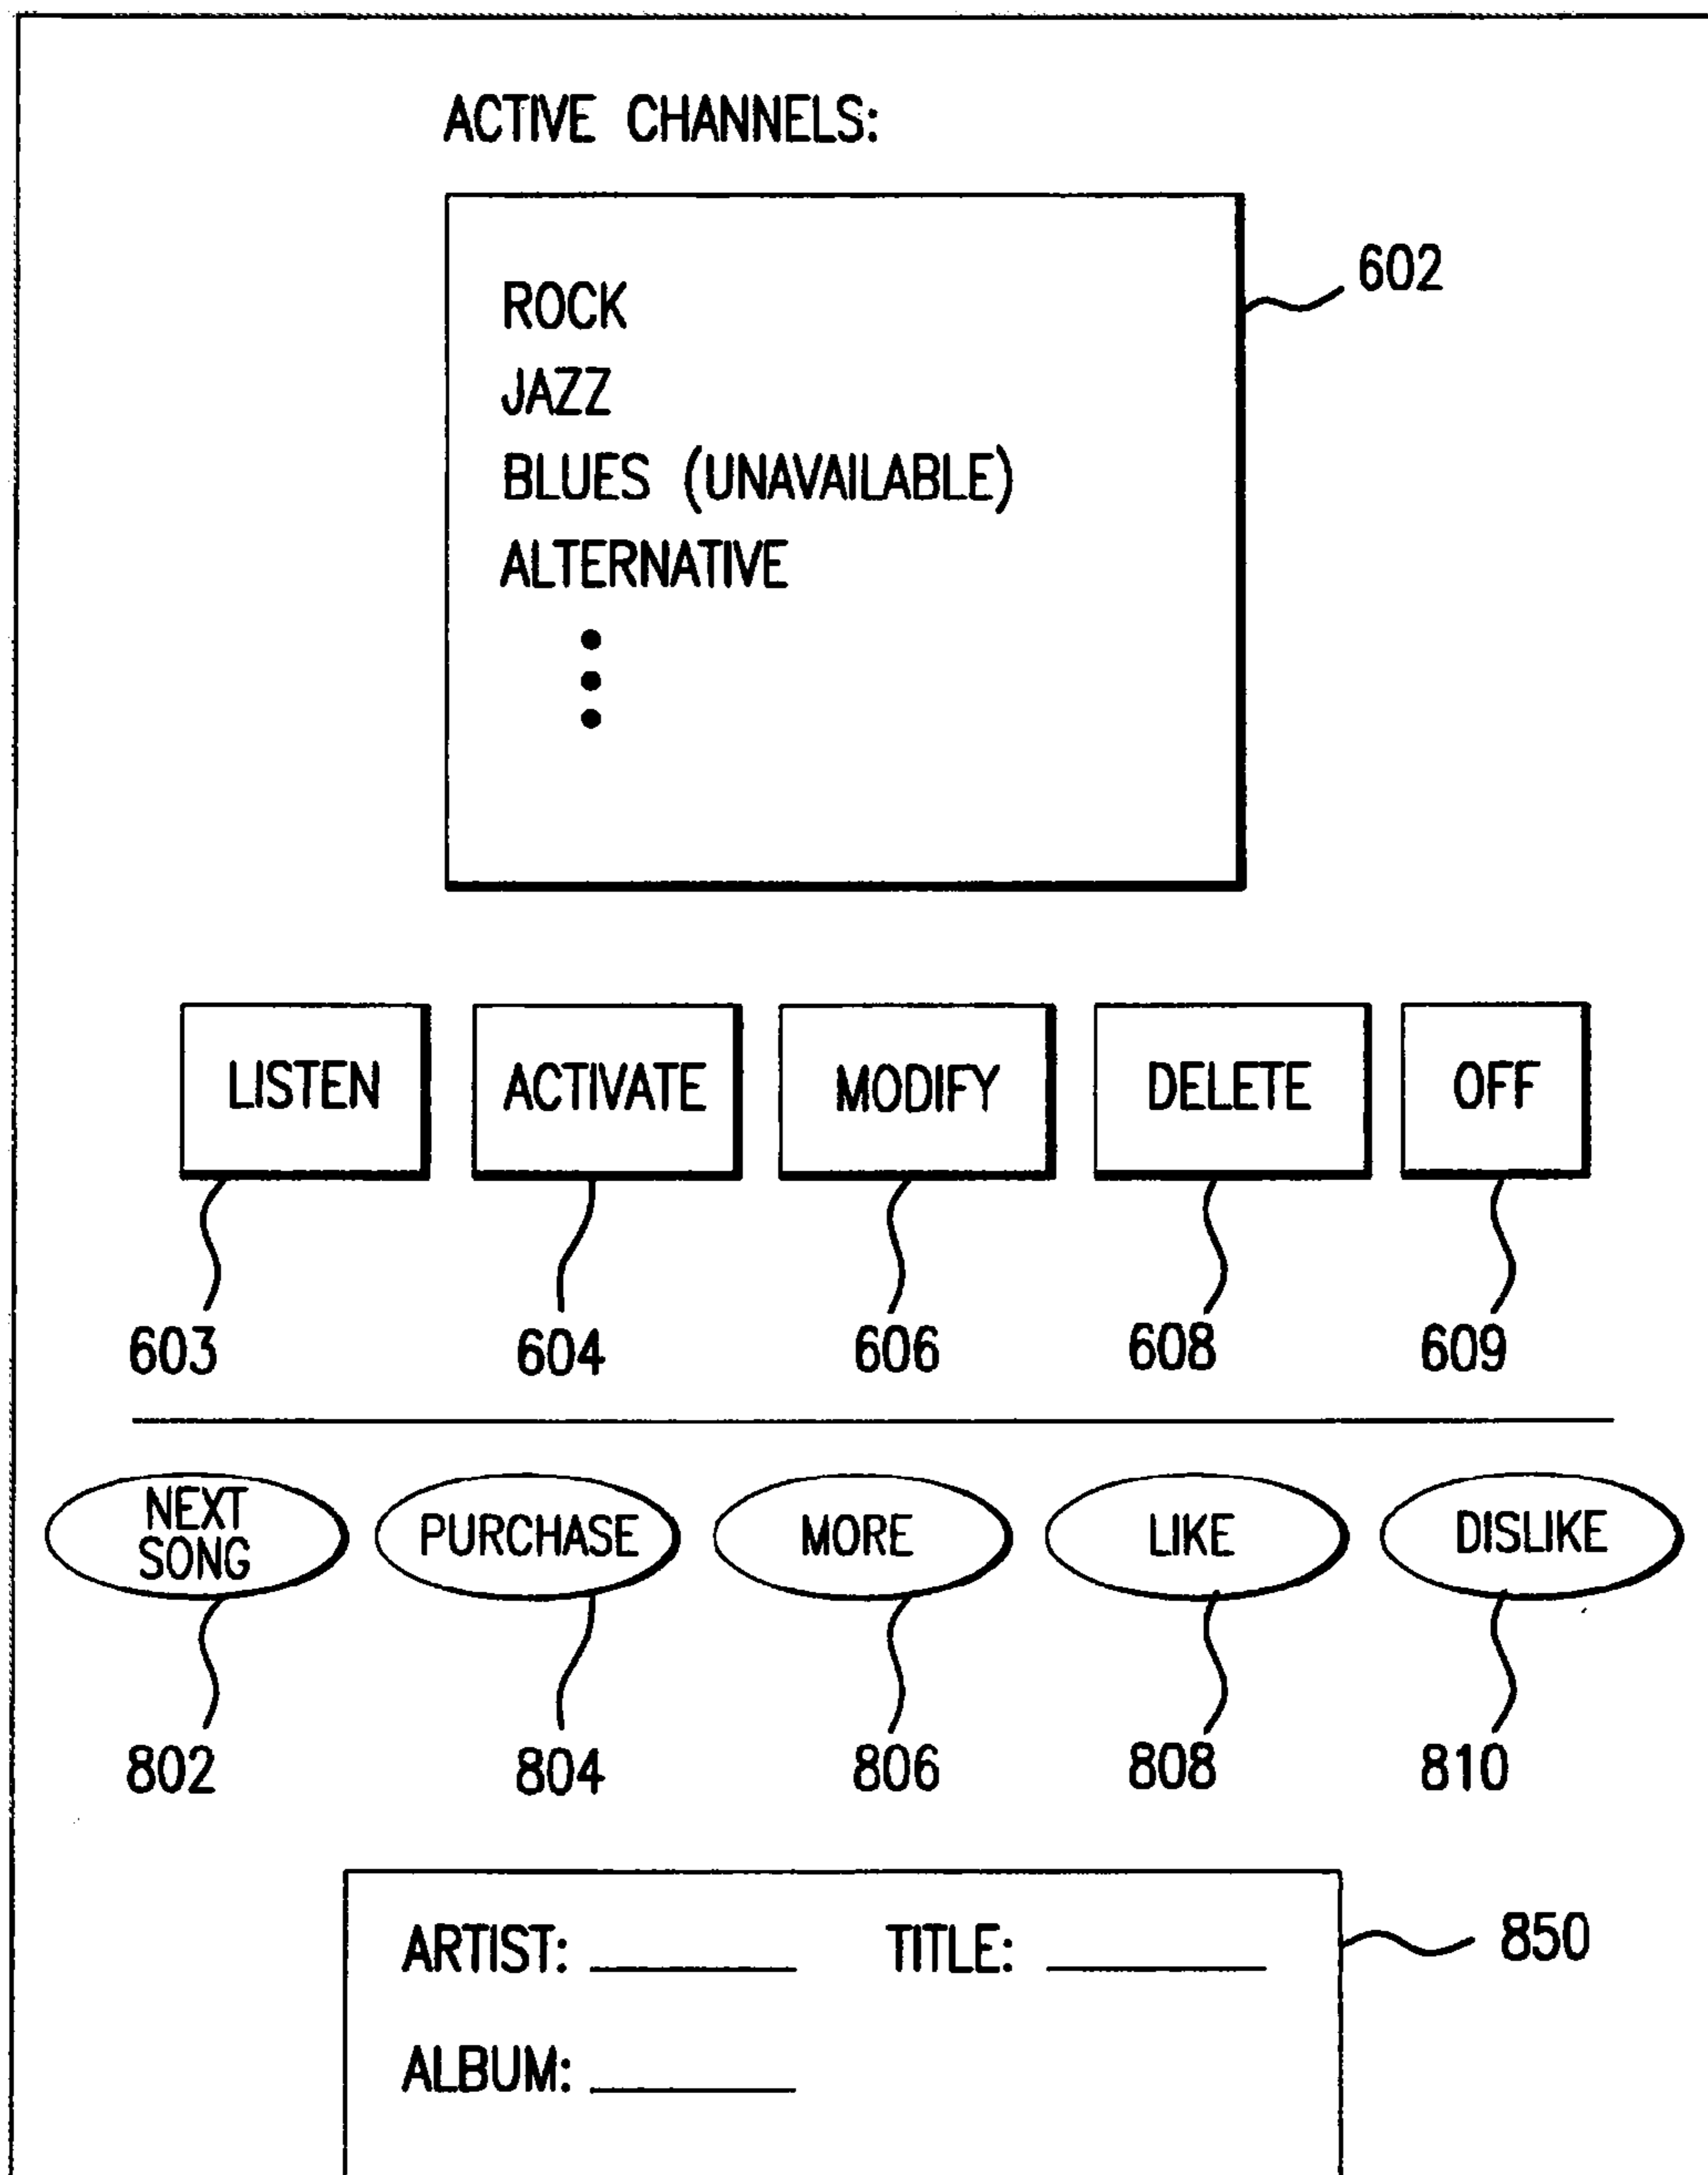 ACTIVE CHANNELS:
602
ROCK
JAZZ
BLUES (UNAVAILABLE)
ALTERNATIVE
LISTEN ACTIVATE MODIFY DELETE OFF
603 604 606 608 609
NEXT SONG PURCHASE MORE LIKE DISLIKE
802 804 806 808 810
ARTIST: TITLE: 850
ALBUM: